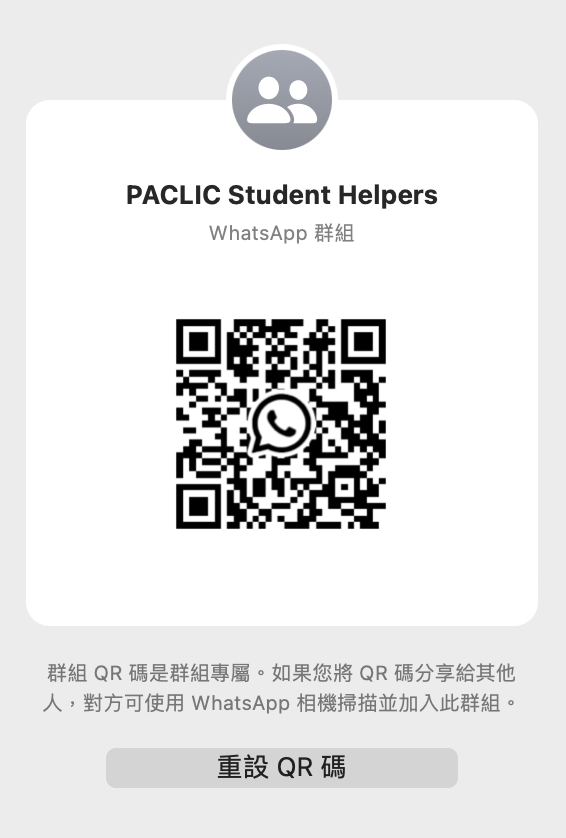 PACLIC Student Helpers
WhatsApp 群組
群組 QR 碼是群組專屬。如果您將 QR 碼分享給其他
人，對方可使用 WhatsApp 相機掃描並加入此群組。
重設 QR 碼